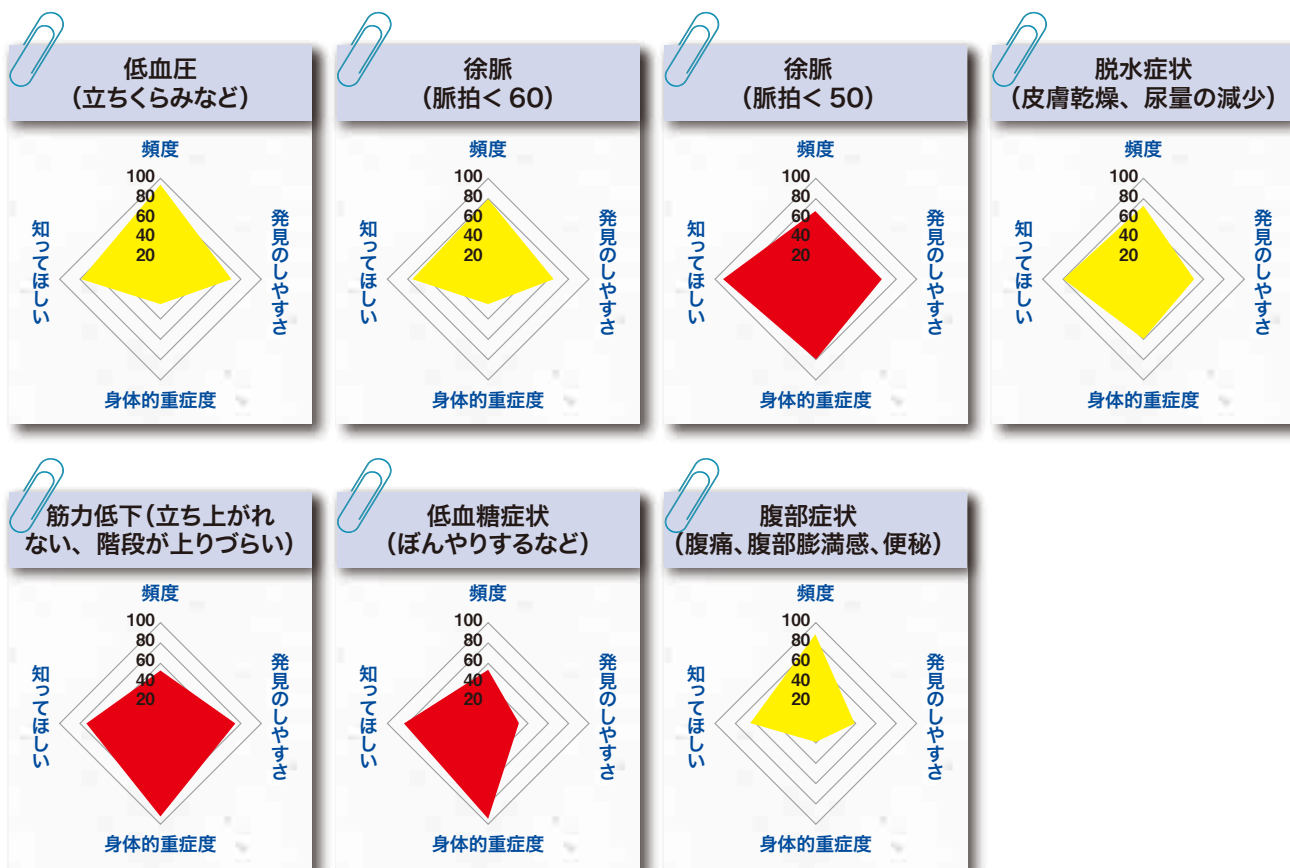 低血圧
(立ちくらみなど)
頻度
100
80
60
40
20
知ってほしい
発見のしやすさ
身体的重症度
徐脈
(脈拍< 60)
頻度
100
80
60
40
20
知ってほしい
発見のしやすさ
身体的重症度
徐脈
(脈拍< 50)
頻度
100
80
60
40
20
知ってほしい
発見のしやすさ
身体的重症度
脱水症状
(皮膚乾燥、尿量の減少)
頻度
100
80
60
40
20
知ってほしい
発見のしやすさ
身体的重症度
筋力低下(立ち上がれ
ない、階段が上りづらい)
頻度
100
80
60
40
20
知ってほしい
発見のしやすさ
身体的重症度
低血糖症状
(ぼんやりするなど)
頻度
100
80
60
40
20
知ってほしい
発見のしやすさ
身体的重症度
腹部症状
(腹痛、腹部膨満感、便秘)
頻度
100
80
60
40
20
知ってほしい
発見のしやすさ
身体的重症度